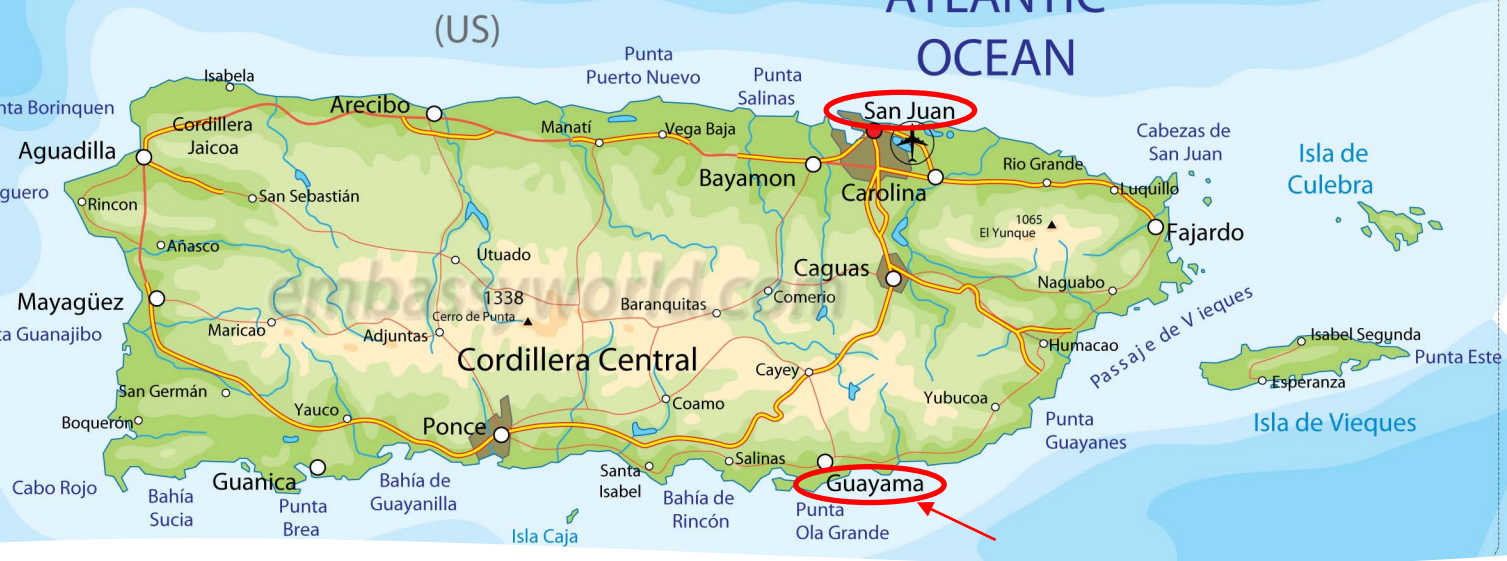 ATLANTIC
OCEAN
(US)
Punta
Puerto Nuevo
Punta
Salinas
Isabela
Arecibo
San Juan
nta Borinquen
Cordillera
Jaicoa
Manatí
Vega Baja
Cabezas de
San Juan
Aguadilla
Bayamon
Carolina
Rio Grande
Luquillo
Isla de
Culebra
guero
Rincon
San Sebastián
1065
El Yunque
Fajardo
Añasco
Utuado
Caguas
embassyworld.com
Mayagüez
1338
Cerro de Punta
Baranquitas
Comerio
Naguabo
Passaje de Vieques
ta Guanajibo
Maricao
Adjuntas
Cordillera Central
Humacao
Isabel Segunda
Punta Este
Cayey
Esperanza
San Germán
Coamo
Yubucoa
Boquerón
Yauco
Ponce
Punta
Guayanes
Isla de Vieques
Salinas
Santa
Isabel
Guayama
Cabo Rojo
Guanica
Bahía
Sucia
Punta
Brea
Bahía de
Guayanilla
Bahía de
Rincón
Punta
Ola Grande
Isla Caja